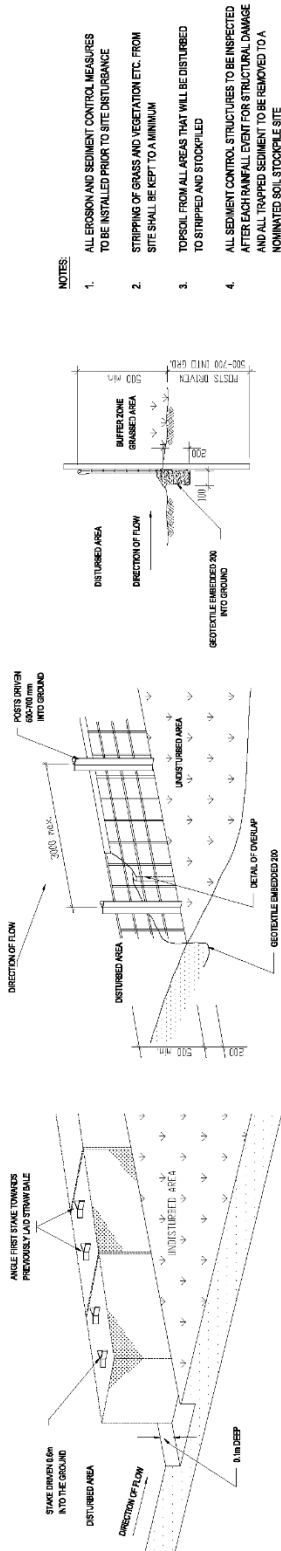 ANGLE FIRST STAKE TOWARDS
PREVIOUSLY LAID STRAW BALE
STAKE DRIVEN 0.6m
INTO THE GROUND
DISTURBED AREA
DIRECTION OF FLOW
UNDISTURBED AREA
0.1m DEEP
DIRECTION OF FLOW
POSTS DRIVEN
600-700 mm
INTO GROUND
3000 max.
DISTURBED AREA
UNDISTURBED AREA
500 min.
200
DETAIL OF OVERLAP
GEOTEXTILE EMBEDDED 200
DISTURBED AREA
500 min.
DIRECTION OF FLOW
BUFFER ZONE
GRASSED AREA
POSTS DRIVEN
500-700 INTO GRD.
200
100
GEOTEXTILE EMBEDDED 200
INTO GROUND
NOTES:
1. ALL EROSION AND SEDIMENT CONTROL MEASURES
TO BE INSTALLED PRIOR TO SITE DISTURBANCE
2. STRIPPING OF GRASS AND VEGETATION ETC. FROM
SITE SHALL BE KEPT TO A MINIMUM
3. TOPSOIL FROM ALL AREAS THAT WILL BE DISTURBED
TO STRIPPED AND STOCKPILED
4. ALL SEDIMENT CONTROL STRUCTURES TO BE INSPECTED
AFTER EACH RAINFALL EVENT FOR STRUCTURAL DAMAGE
AND ALL TRAPPED SEDIMENT TO BE REMOVED TO A
NOMINATED SOIL STOCKPILE SITE